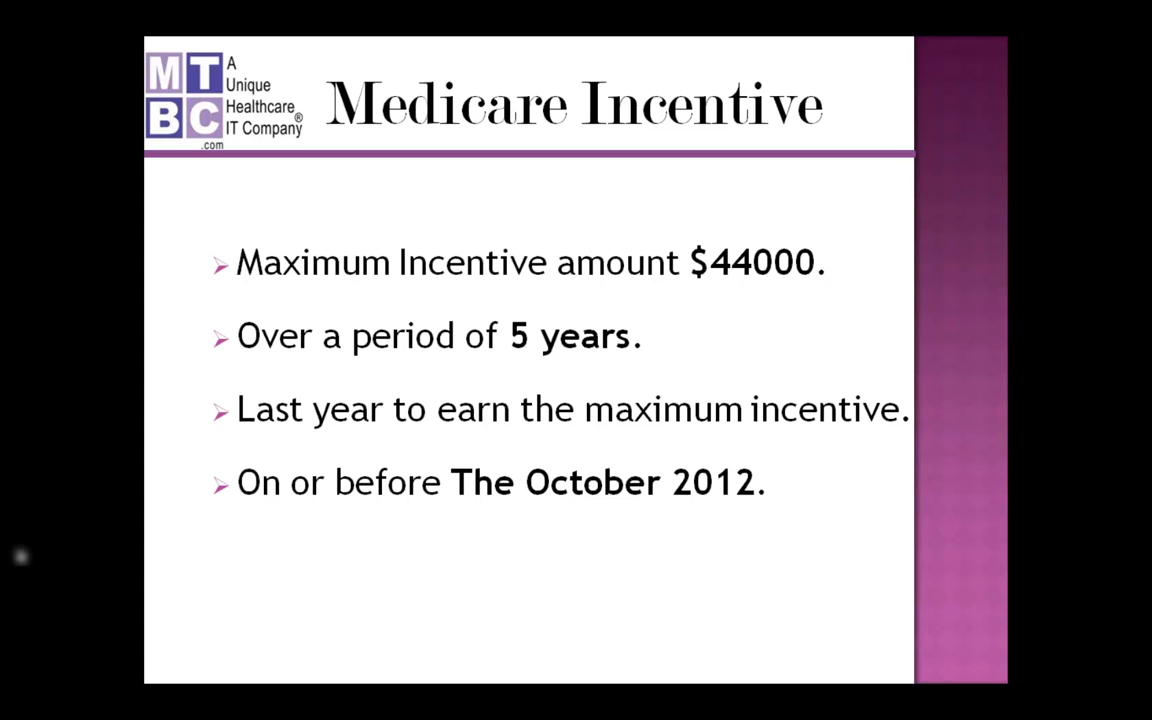 MT
BC
A
Unique
Healthcare
IT Company®
.com
Medicare Incentive
Maximum Incentive amount $44000.
Over a period of 5 years.
Last year to earn the maximum incentive.
On or before The October 2012.